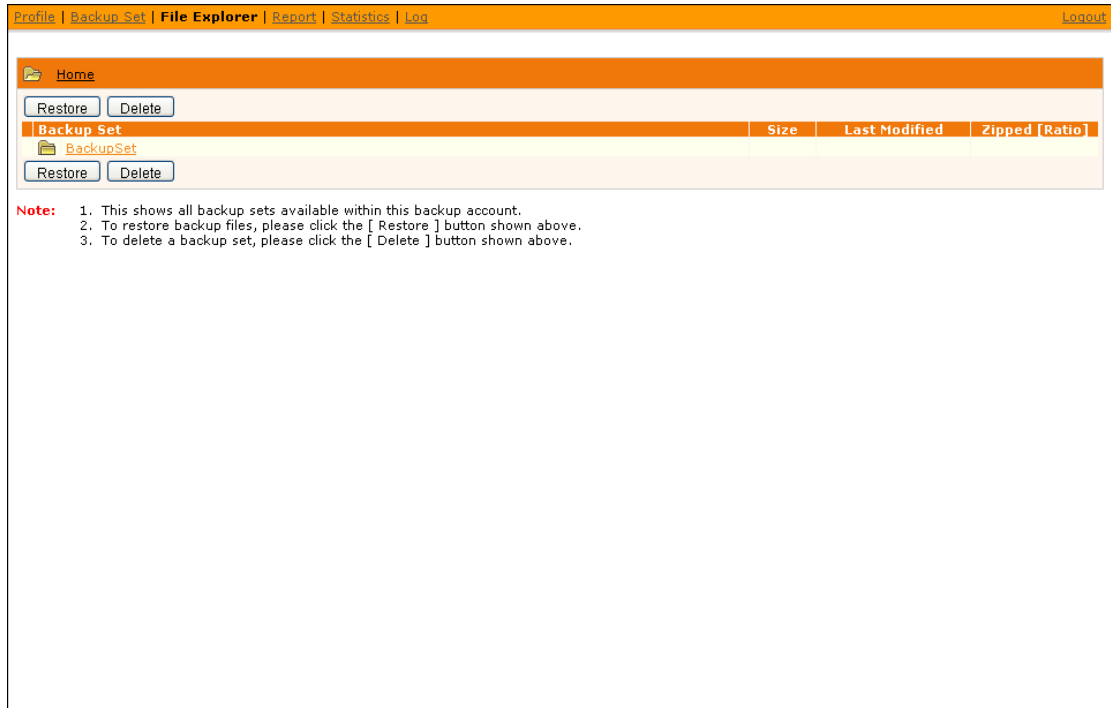 Profile | Backup Set | File Explorer | Report | Statistics | Log Logout
Home
Restore Delete
Backup Set Size Last Modified Zipped [Ratio]
BackupSet
Restore Delete
Note: 1. This shows all backup sets available within this backup account.
2. To restore backup files, please click the [ Restore ] button shown above.
3. To delete a backup set, please click the [ Delete ] button shown above.